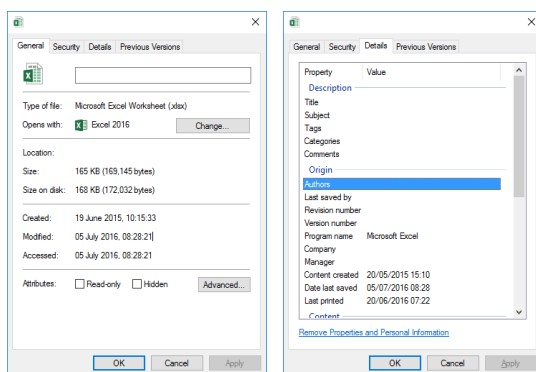 General Security Details Previous Versions
Type of file: Microsoft Excel Worksheet (.xlsx)
Opens with: Excel 2016 Change...
Location:
Size: 165 KB (169,145 bytes)
Size on disk: 168 KB (172,032 bytes)
Created: 19 June 2015, 10:15:33
Modified: 05 July 2016, 08:28:21
Accessed: 05 July 2016, 08:28:21
Attributes: Read-only Hidden Advanced...
OK Cancel Apply
General Security Details Previous Versions
Property Value
Description
Title
Subject
Tags
Categories
Comments
Origin
Authors
Last saved by
Revision number
Version number
Program name Microsoft Excel
Company
Manager
Content created 20/05/2015 15:10
Date last saved 05/07/2016 08:28
Last printed 20/06/2016 07:22
Content
Remove Properties and Personal Information
OK Cancel Apply